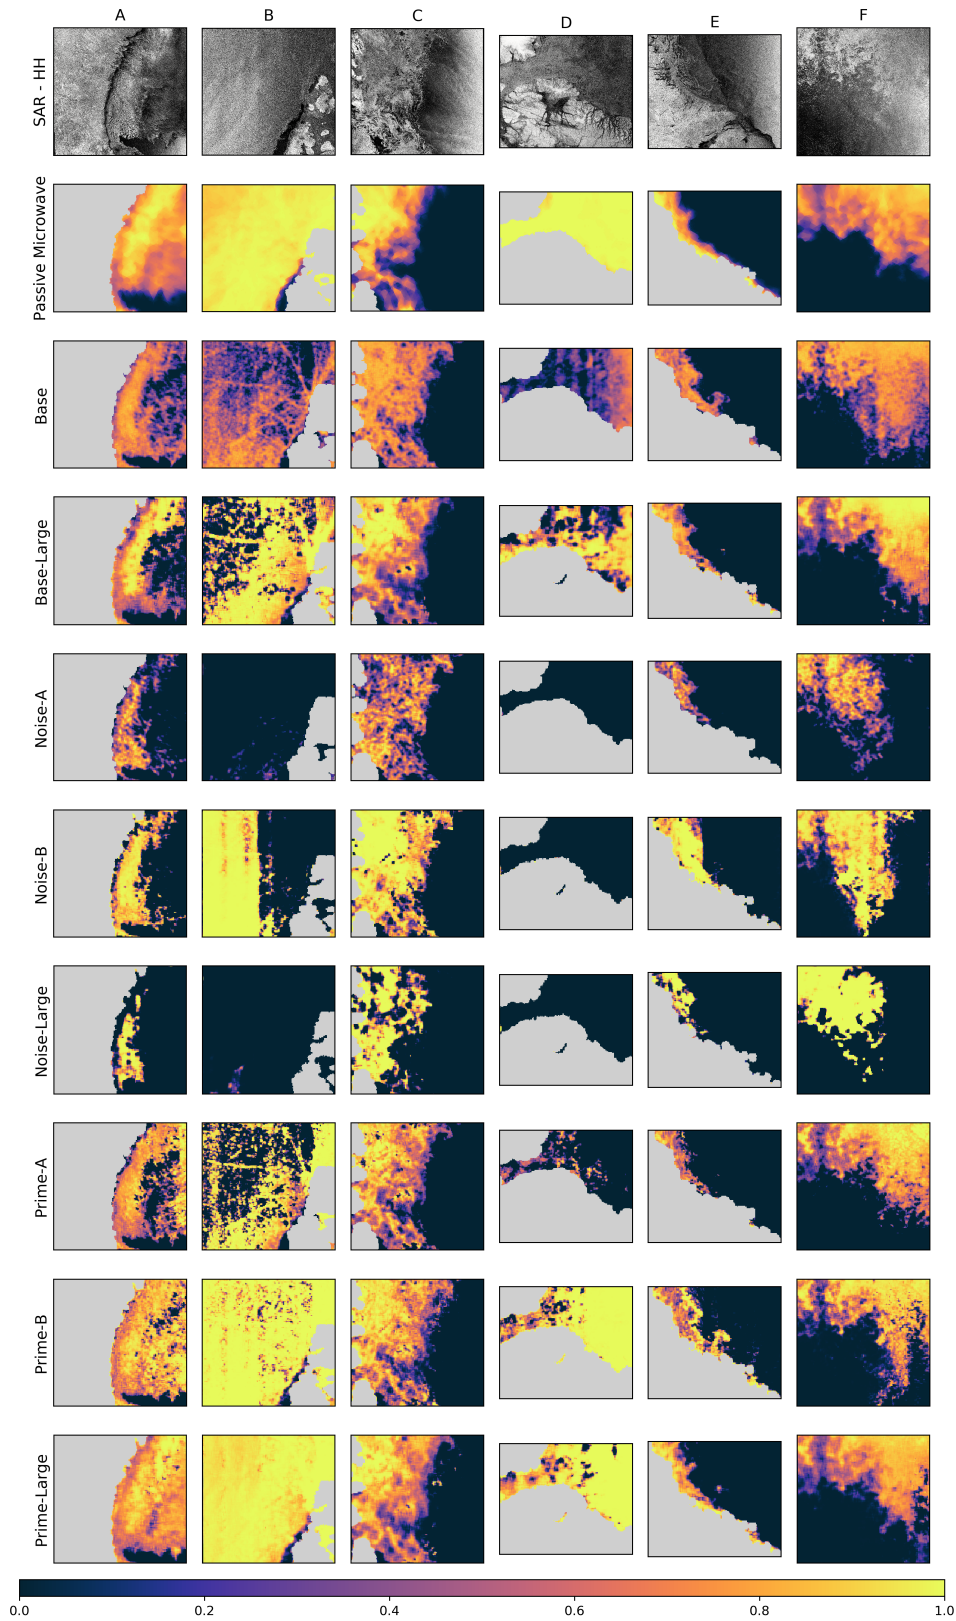 A B C D E F
SAR - HH
Passive Microwave
Base
Base-Large
Noise-A
Noise-B
Noise-Large
Prime-A
Prime-B
Prime-Large
0.0 0.2 0.4 0.6 0.8 1.0